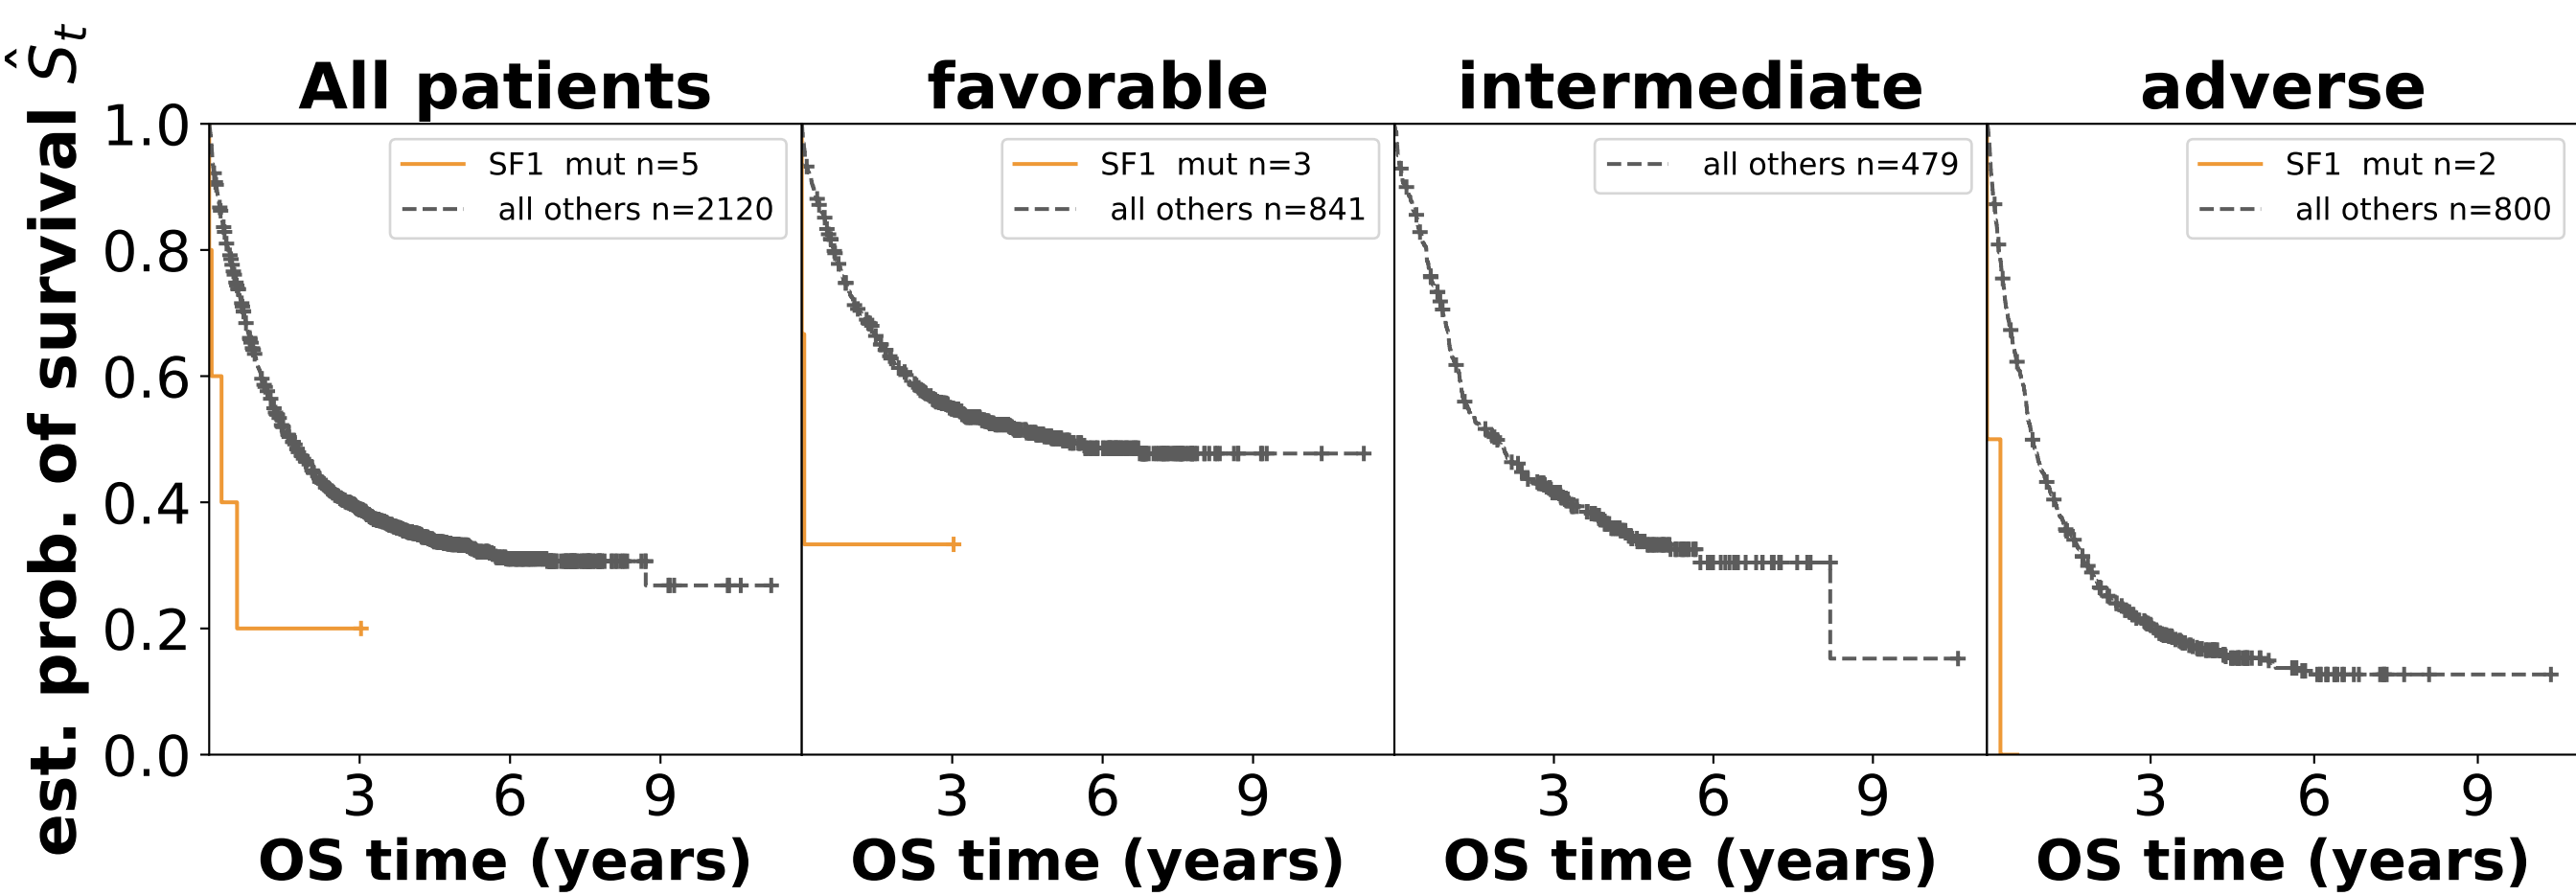 est. prob. of survival Ŝt
All patients
favorable
intermediate
adverse
SF1 mut n=5
all others n=2120
SF1 mut n=3
all others n=841
all others n=479
SF1 mut n=2
all others n=800
1.0
0.8
0.6
0.4
0.2
0.0
3 6 9
3 6 9
3 6 9
3 6 9
OS time (years)
OS time (years)
OS time (years)
OS time (years)